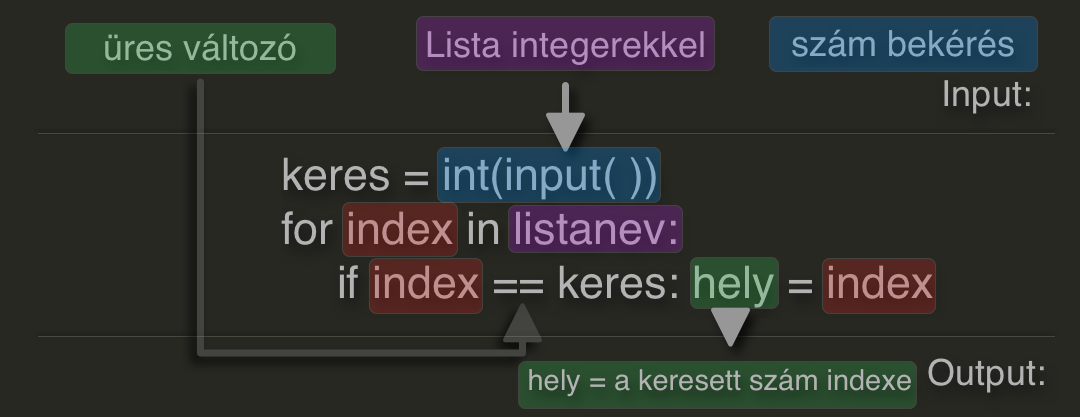 üres változó
Lista integerekkel
szám bekérés
Input:
keres = int(input( ))
for index in listanev:
if index == keres: hely = index
hely = a keresett szám indexe
Output: